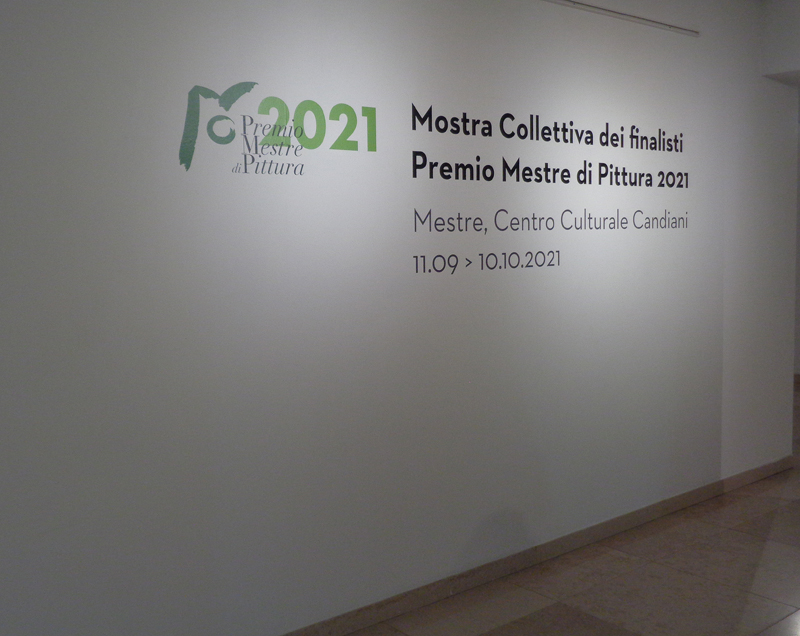 2021
Premio
Mestre
di Pittura
Mostra Collettiva dei finalisti
Premio Mestre di Pittura 2021
Mestre, Centro Culturale Candiani
11.09 > 10.10.2021